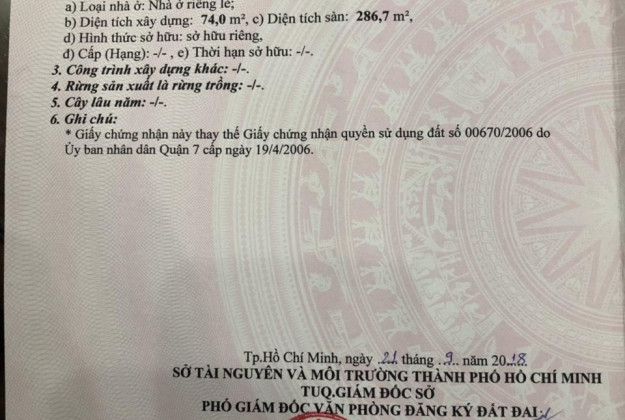 a) Loại nhà ở: Nhà ở riêng lẻ;
b) Diện tích xây dựng: 74,0 m², c) Diện tích sàn: 286,7 m²,
d) Hình thức sở hữu: sở hữu riêng,
đ) Cấp (Hạng): -/- , e) Thời hạn sở hữu: -/-.
3. Công trình xây dựng khác: -/-.
4. Rừng sản xuất là rừng trồng: -/-.
5. Cây lâu năm: -/-.
6. Ghi chú:
* Giấy chứng nhận này thay thế Giấy chứng nhận quyền sử dụng đất số 00670/2006 do
Ủy ban nhân dân Quận 7 cấp ngày 19/4/2006.
Tp.Hồ Chí Minh, ngày 21 tháng .9.. năm 2018.
SỞ TÀI NGUYÊN VÀ MÔI TRƯỜNG THÀNH PHỐ HỒ CHÍ MINH
TUQ.GIÁM ĐỐC SỞ
PHÓ GIÁM ĐỐC VĂN PHÒNG ĐĂNG KÝ ĐẤT ĐAI